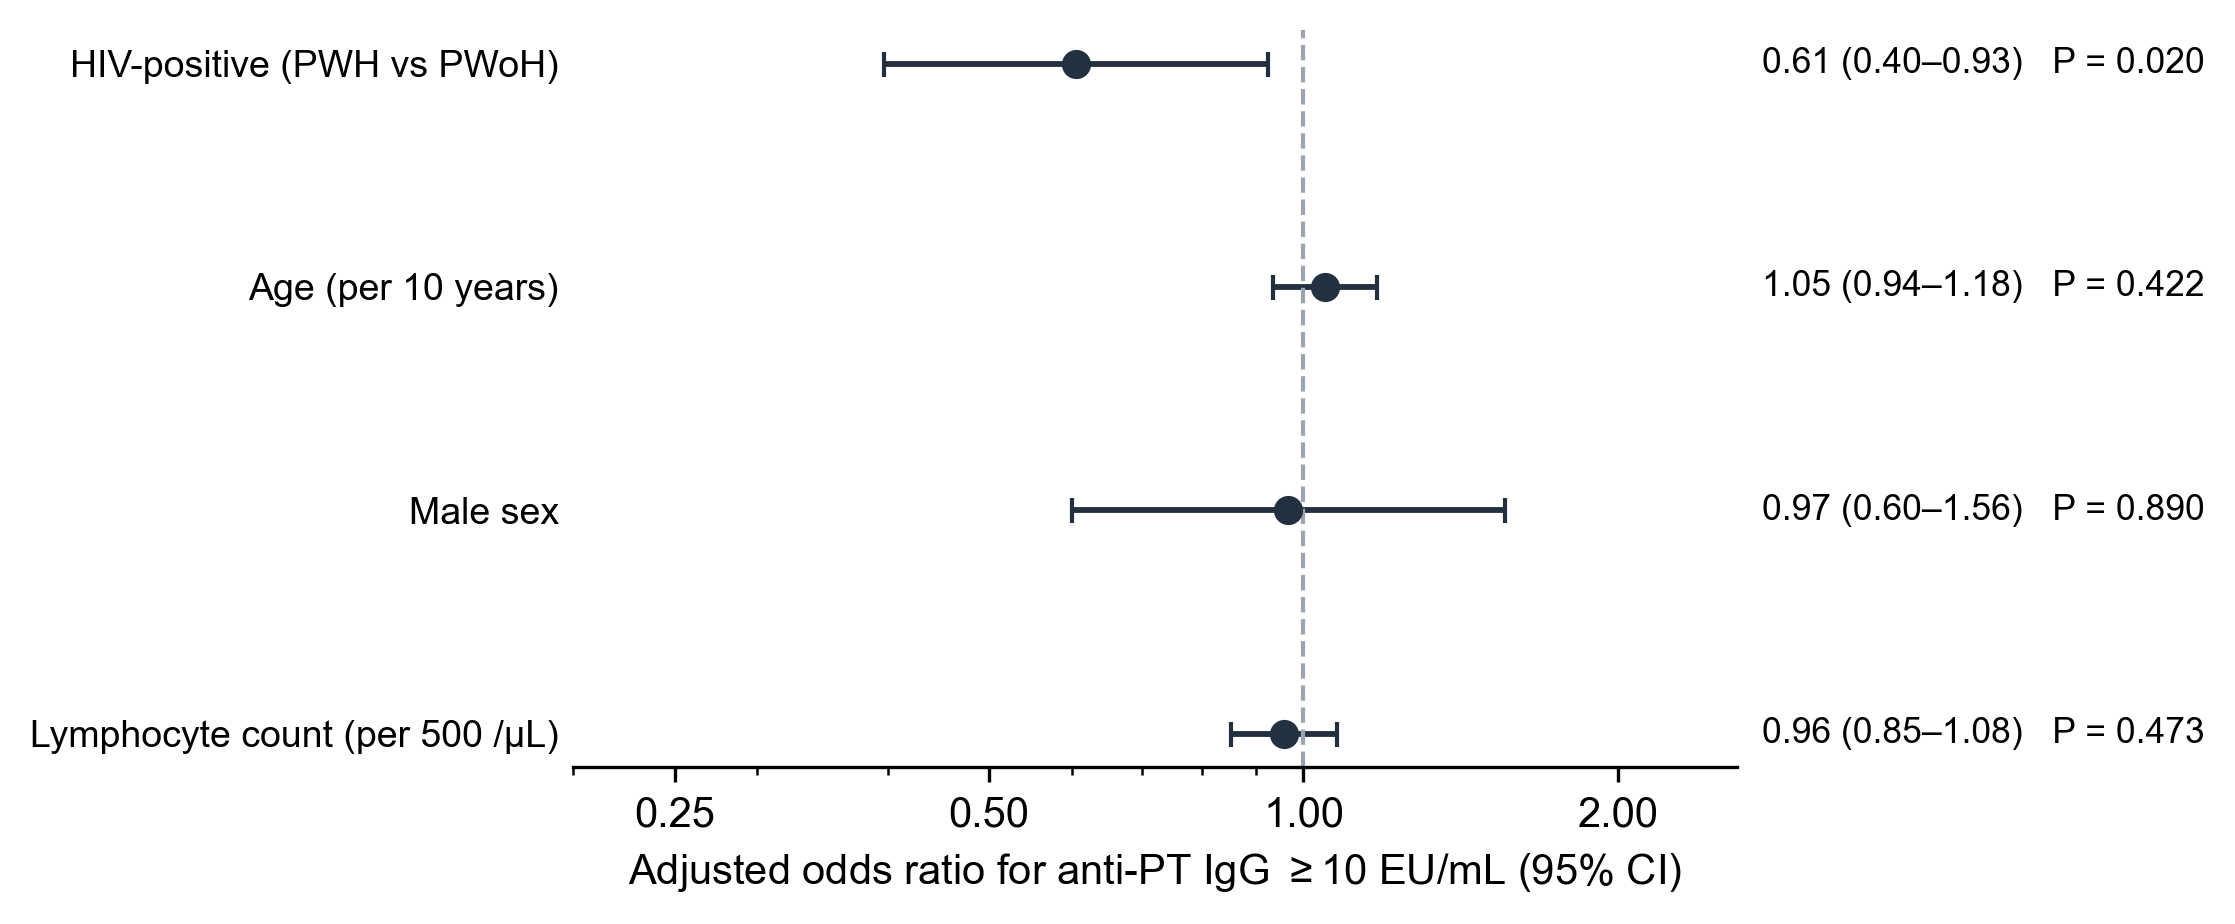 HIV-positive (PWH vs PWoH) 0.61 (0.40–0.93) P = 0.020
Age (per 10 years) 1.05 (0.94–1.18) P = 0.422
Male sex 0.97 (0.60–1.56) P = 0.890
Lymphocyte count (per 500 /µL) 0.96 (0.85–1.08) P = 0.473
0.25 0.50 1.00 2.00
Adjusted odds ratio for anti-PT IgG ≥ 10 EU/mL (95% CI)